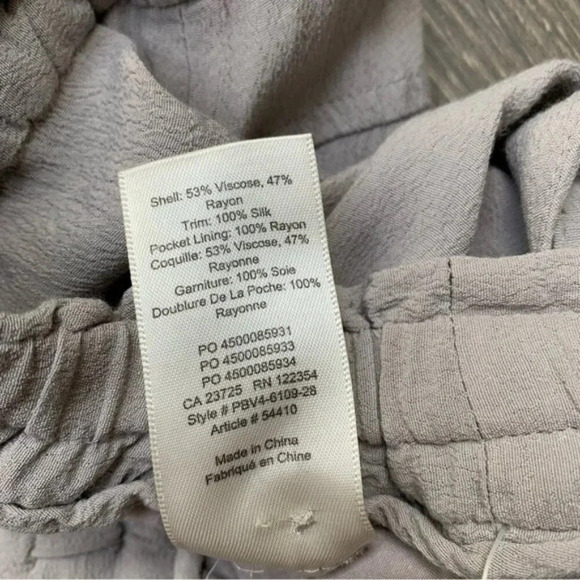 Shell: 53% Viscose, 47%
Rayon
Trim: 100% Silk
Pocket Lining: 100% Rayon
Coquille: 53% Viscose, 47%
Rayonne
Garniture: 100% Soie
Doublure De La Poche: 100%
Rayonne
PO 4500085931
PO 4500085933
PO 4500085934
CA 23725 RN 122354
Style # PBV4-6109-28
Article # 54410
Made in China
Fabriqué en Chine